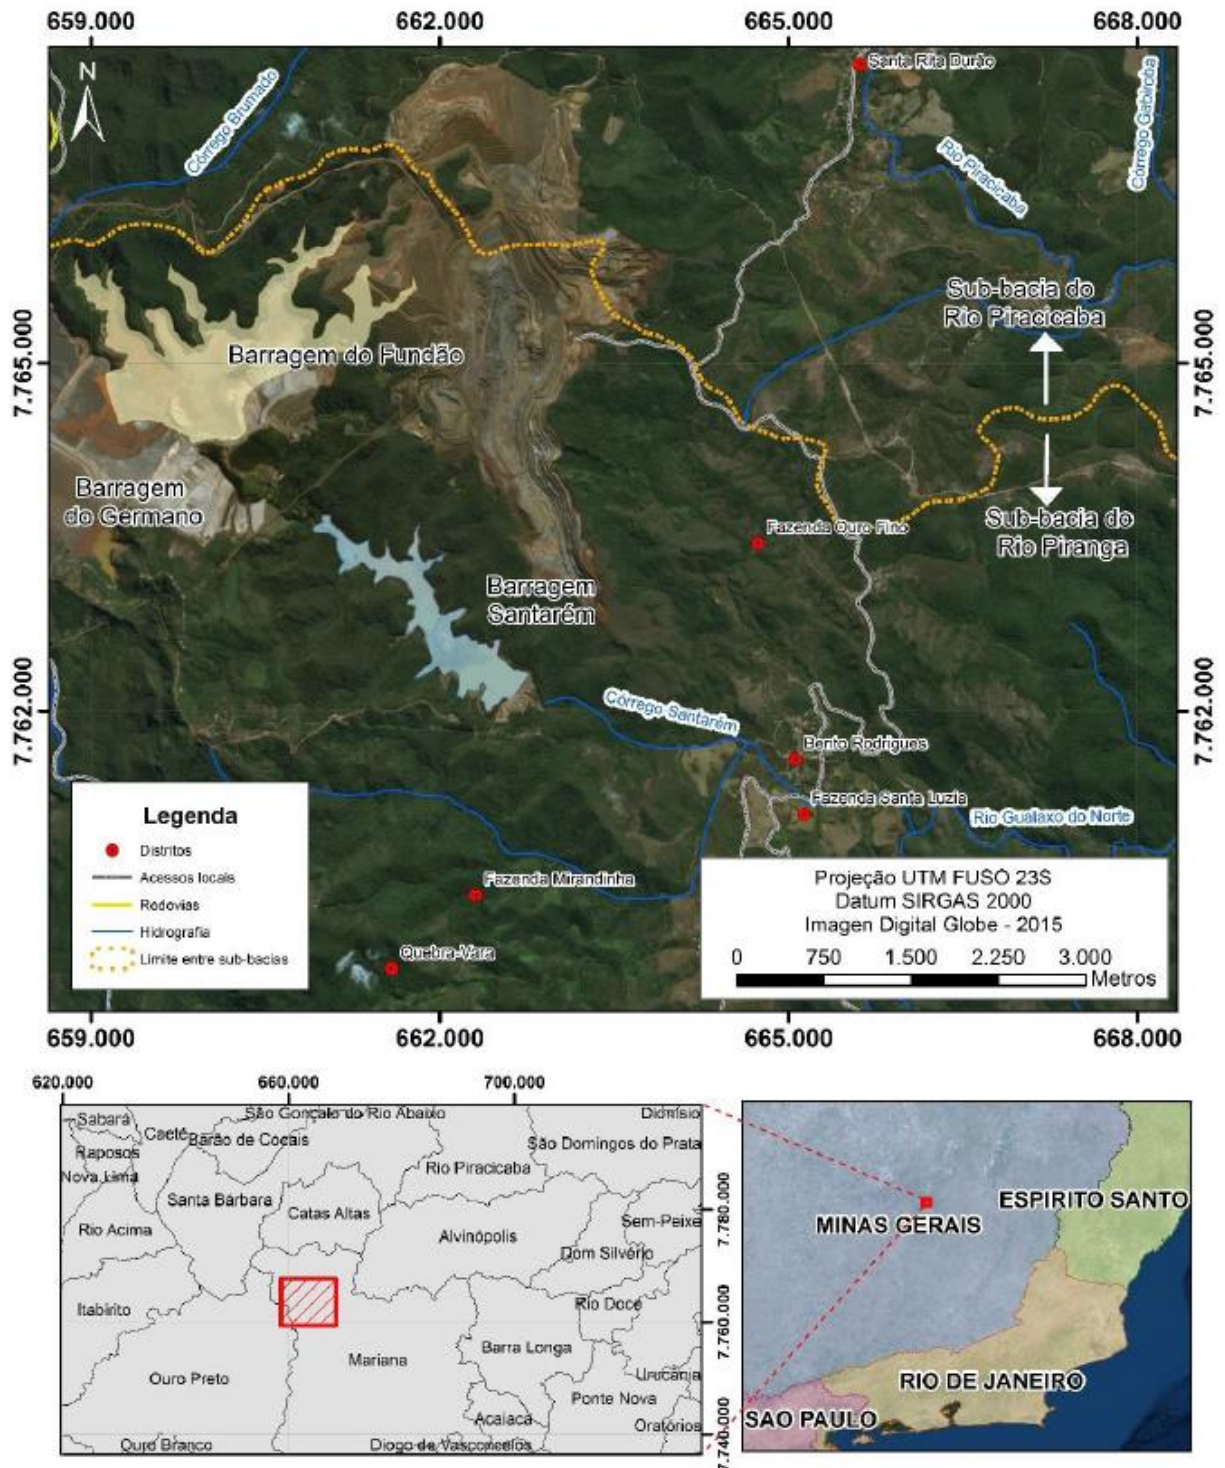 659.000 662.000 665.000 668.000
N
Santa Rita Durão
Córrego Brumado
Córrego Gabiroba
Rio Piracicaba
Sub-bacia do
Rio Piracicaba
Barragem do Fundão
7.765.000
7.765.000
Barragem
do Germano
Sub-bacia do
Rio Piranga
Fazenda Ouro Fino
Barragem
Santarém
7.762.000
7.762.000
Córrego Santarém
Bento Rodrigues
Fazenda Santa Luzia
Rio Gualaxo do Norte
Legenda
Distritos
Acessos locais
Rodovias
Hidrografia
Limite entre sub-bacias
Fazenda Mirandinha
Quebra-Vara
Projeção UTM FUSO 23S
Datum SIRGAS 2000
Imagen Digital Globe - 2015
0 750 1.500 2.250 3.000
Metros
659.000 662.000 665.000 668.000
620.000 660.000 700.000
Sabará
São Gonçalo do Rio Abaixo
Dionísio
Caeté
Barão de Cocais
São Domingos do Prata
Raposos
Rio Piracicaba
Nova Lima
Santa Bárbara
Catas Altas
Rio Acima
Alvinópolis
Sem-Peixe
Dom Silvério
7.780.000
Itabirito
Rio Doce
7.760.000
Mariana
Barra Longa
Ouro Preto
Urucânia
Ponte Nova
Acaiaca
Oratórios
Ouro Branco
Diogo de Vasconcelos
7.740.000
ESPIRITO SANTO
MINAS GERAIS
RIO DE JANEIRO
SAO PAULO